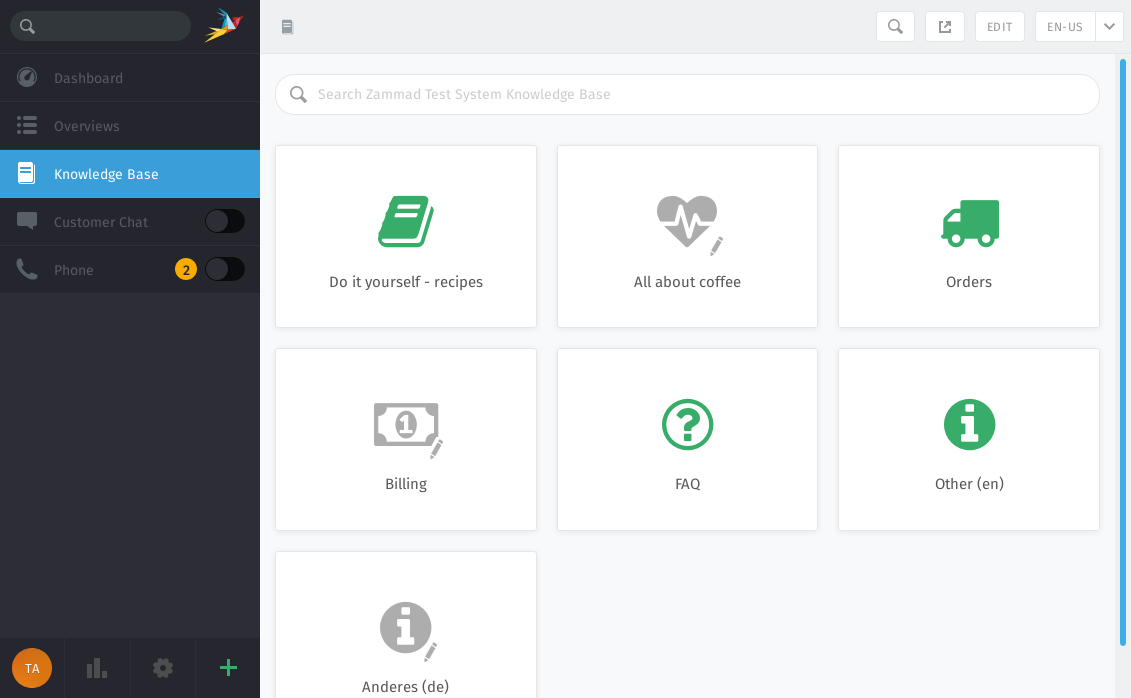 EDIT
EN-US
Dashboard
Overviews
Knowledge Base
Customer Chat
Phone
2
Search Zammad Test System Knowledge Base
Do it yourself - recipes
All about coffee
Orders
1
Billing
FAQ
Other (en)
Anderes (de)
TA